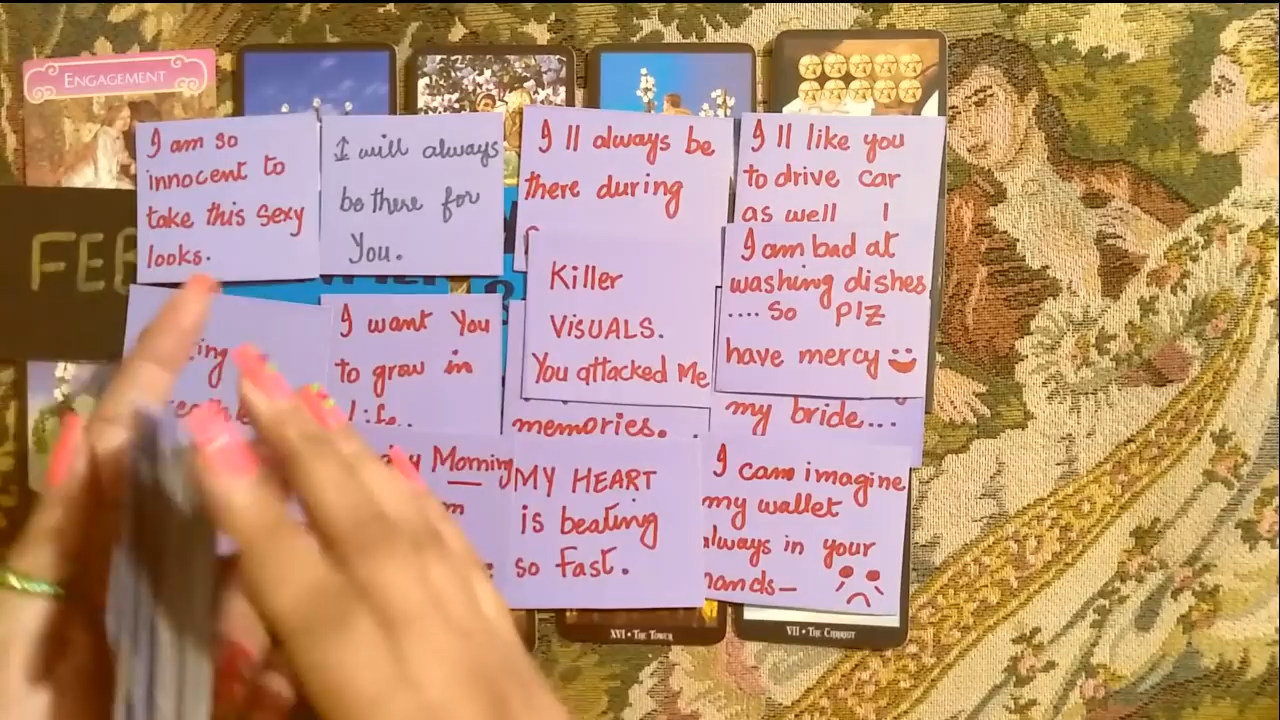 ENGAGEMENT
I am so
innocent to
take this sexy
looks.
I will always
be there for
You.
I ll always be
there during
I ll like you
to drive car
as well I
Killer
VISUALS.
You attacked Me
I am bad at
washing dishes
.... So Plz
have mercy
FEB
I want You
to grow in
life..
memories.
my bride...
Morning
MY HEART
is beating
so Fast.
I can imagine
my wallet
always in your
hands_
XVI • THE TOWER
VII • THE CHARIOT